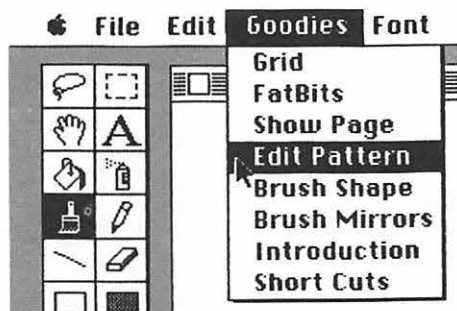 File Edit Goodies Font
Grid
FatBits
Show Page
Edit Pattern
Brush Shape
Brush Mirrors
Introduction
Short Cuts
A